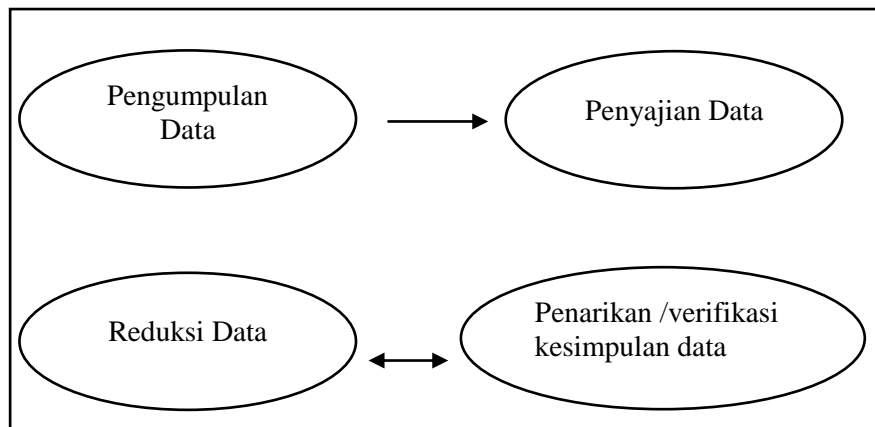 Pengumpulan
Data
Penyajian Data
Reduksi Data
Penarikan /verifikasi
kesimpulan data